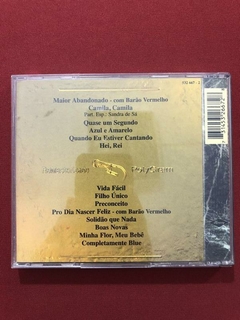 Maior Abandonado - com Barão Vermelho
Camila, Camila
Part. Esp.: Sandra de Sá
Quase um Segundo
Azul e Amarelo
Quando Eu Estiver Cantando
Hei, Rei
PolyGram
Vida Fácil
Filho Único
Preconceito
Pro Dia Nascer Feliz - com Barão Vermelho
Solidão que Nada
Boas Novas
Minha Flor, Meu Bebê
Completamente Blue